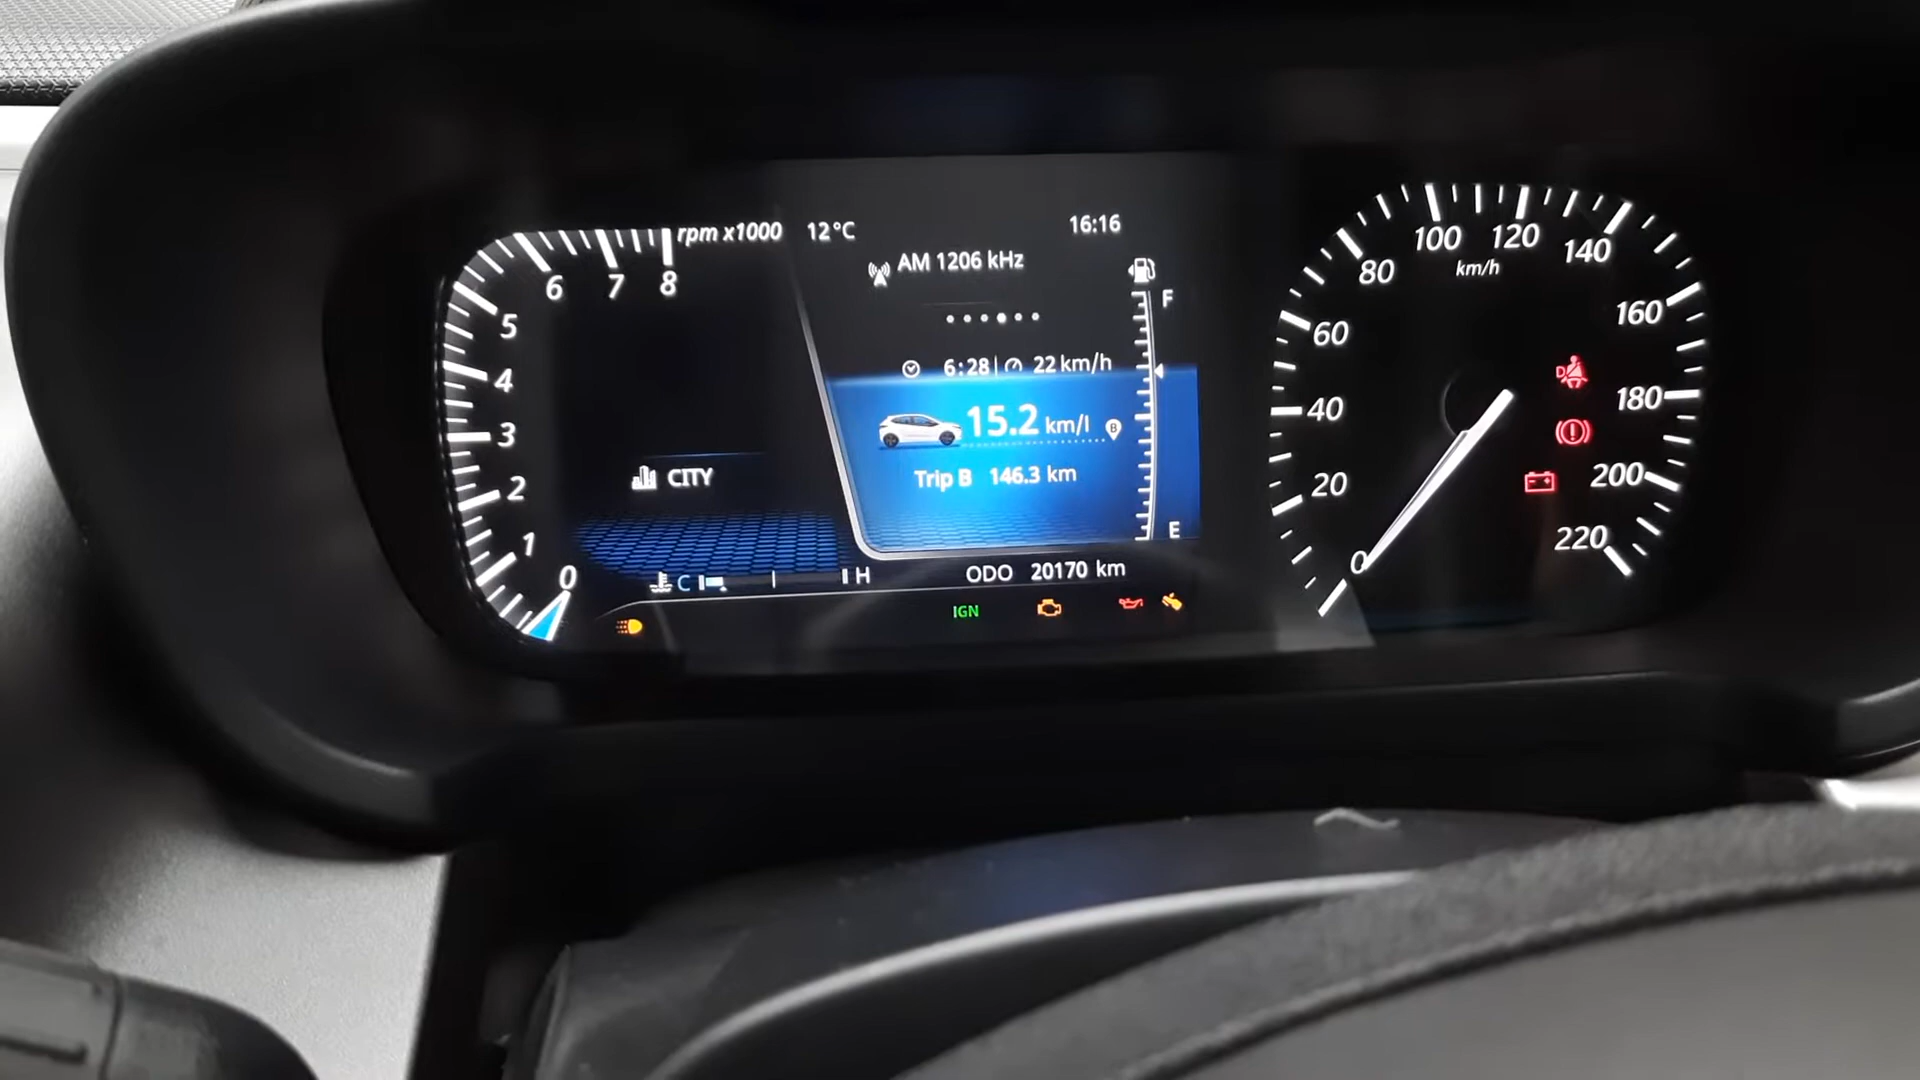 rpm x1000
12°C
16:16
AM 1206 kHz
8
7
6
5
4
3
2
1
0
F
6:28 | 22 km/h
15.2 km/l
B
Trip B 146.3 km
E
CITY
C
H
ODO 20170 km
IGN
0
20
40
60
80
100
120
140
160
180
200
220
km/h
D